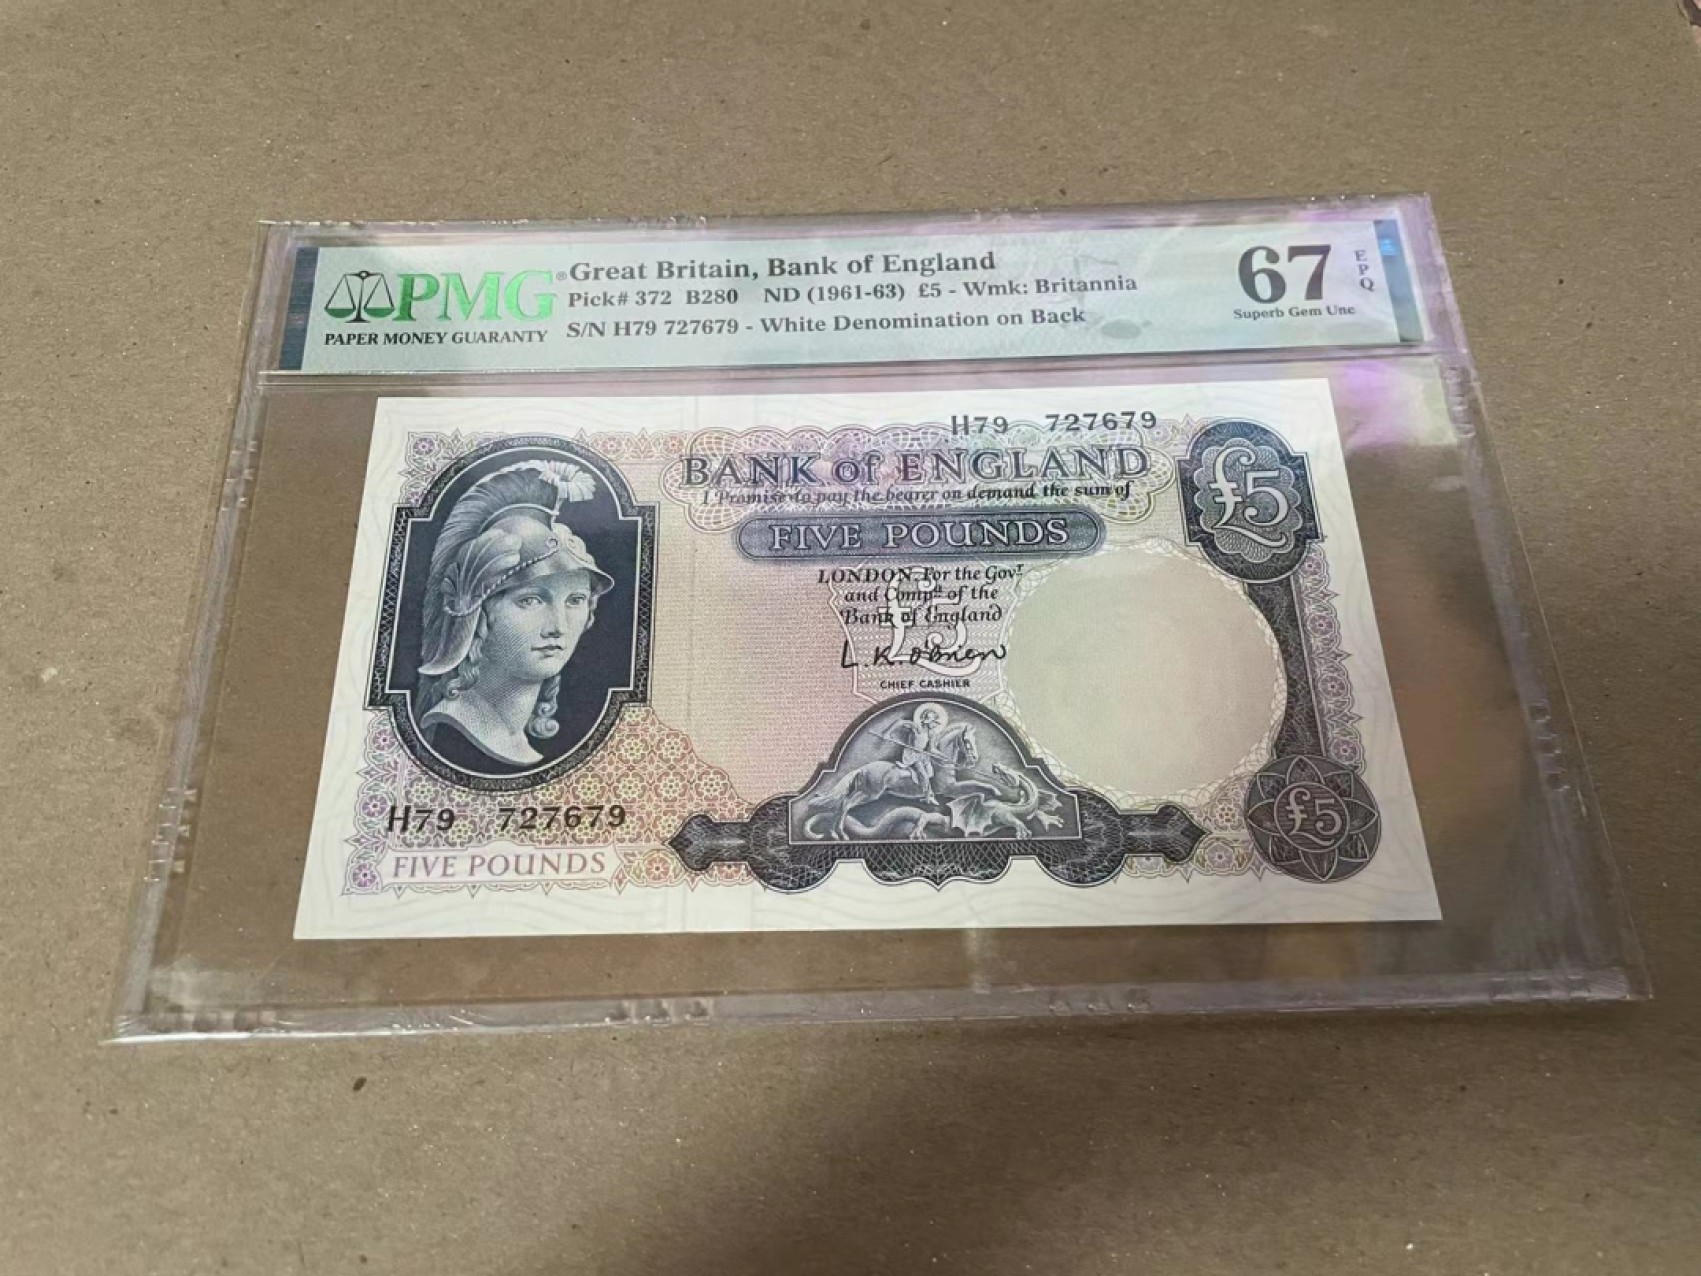 PMG®
PAPER MONEY GUARANTY
Great Britain, Bank of England
Pick# 372 B280 ND (1961-63) £5 - Wmk: Britannia
S/N H79 727679 - White Denomination on Back
67
EPQ
Superb Gem Unc
H79 727679
BANK of ENGLAND
I Promise to pay the bearer on demand the sum of
FIVE POUNDS
£5
LONDON. For the Govr
and Compa of the
Bank of England
£5
L.K. O'Brien
CHIEF CASHIER
H79 727679
FIVE POUNDS
£5